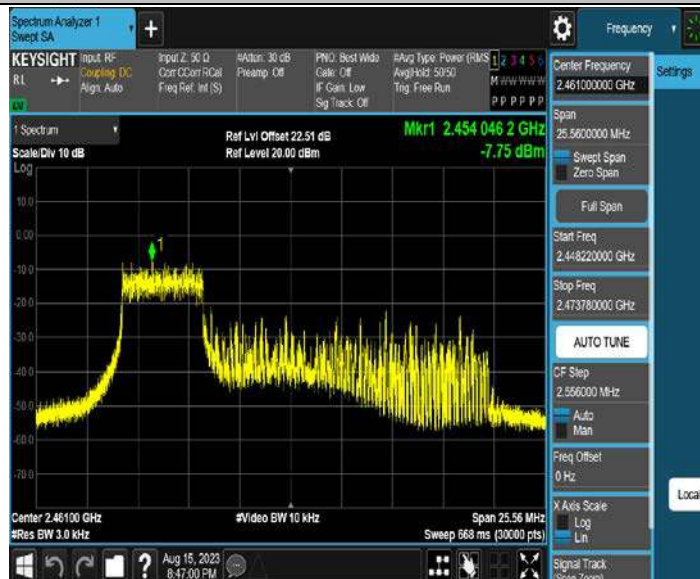 Spectrum Analyzer 1
Swept SA
+
Frequency
KEYSIGHT
Input: RF
Coupling: DC
Align: Auto
Input Z: 50 Ω
Corr CCorr RCal
Freq Ref: Int (S)
#Atten: 30 dB
Preamp: Off
PNO: Best Wide
Gate: Off
IF Gain: Low
Sig Track: Off
#Avg Type: Power (RMS
Avg|Hold: 50/50
Trig: Free Run
1 2 3 4 5 6
M W W W W W
P P P P P P
RL
Center Frequency
2.461000000 GHz
Settings
Span
25.5600000 MHz
Swept Span
Zero Span
Full Span
Start Freq
2.448220000 GHz
Stop Freq
2.473780000 GHz
AUTO TUNE
CF Step
2.556000 MHz
Auto
Man
Freq Offset
0 Hz
X Axis Scale
Log
Lin
Signal Track
(Span Zoom)
Local
1 Spectrum
Scale/Div 10 dB
Log
Ref Lvl Offset 22.51 dB
Ref Level 20.00 dBm
Mkr1 2.454 046 2 GHz
-7.75 dBm
1
10.0
0.00
-10.0
-20.0
-30.0
-40.0
-50.0
-60.0
-70.0
Center 2.46100 GHz
#Res BW 3.0 kHz
#Video BW 10 kHz
Span 25.56 MHz
Sweep 668 ms (30000 pts)
?
Aug 15, 2023
8:47:00 PM